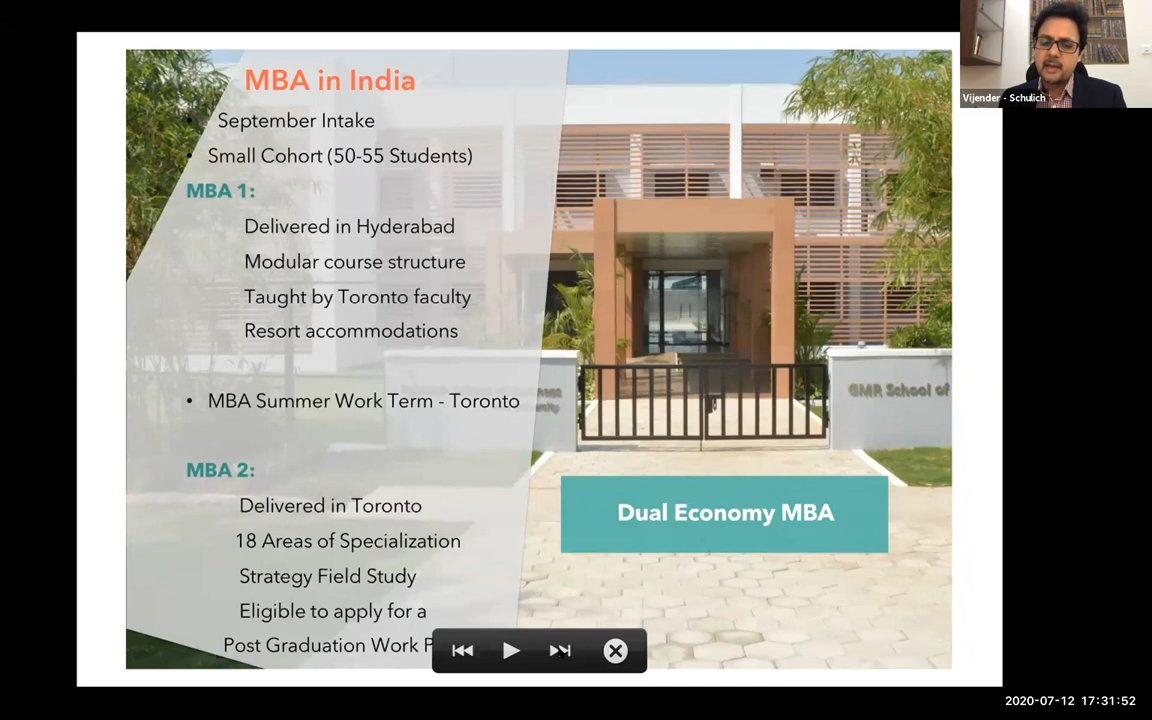 MBA in India
September Intake
• Small Cohort (50-55 Students)
MBA 1:
Delivered in Hyderabad
Modular course structure
Taught by Toronto faculty
Resort accommodations
• MBA Summer Work Term - Toronto
MBA 2:
Delivered in Toronto
18 Areas of Specialization
Strategy Field Study
Eligible to apply for a
Post Graduation Work
Dual Economy MBA
GMR School of
Vijender - Schulich
2020-07-12 17:31:52